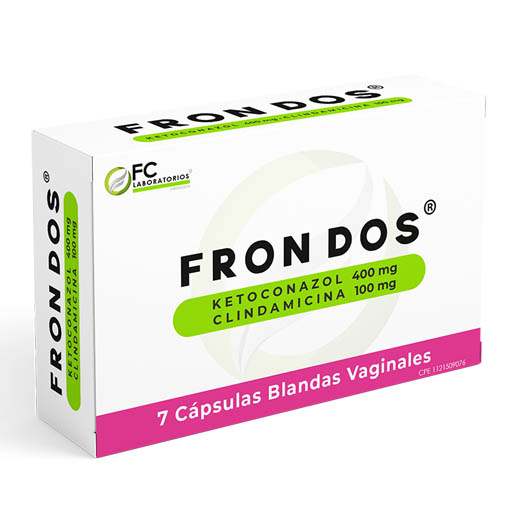 FRON DOS®
KETOCONAZOL 400 mg · CLINDAMICINA 100 mg
FC
LABORATORIOS®
FRON DOS®
KETOCONAZOL 400 mg
CLINDAMICINA 100 mg
FRON DOS®
KETOCONAZOL 400 mg
CLINDAMICINA 100 mg
7 Cápsulas Blandas Vaginales
CPE 1121509076